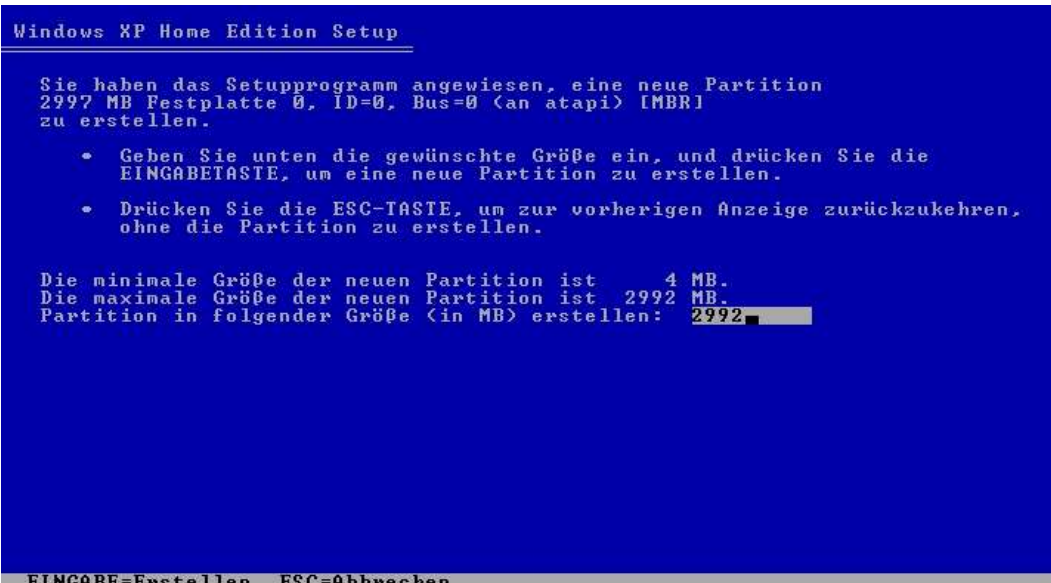 Windows XP Home Edition Setup
Sie haben das Setupprogramm angewiesen, eine neue Partition
2997 MB Festplatte 0, ID=0, Bus=0 (an atapi) [MBR]
zu erstellen.
• Geben Sie unten die gewünschte Größe ein, und drücken Sie die
EINGABETASTE, um eine neue Partition zu erstellen.
• Drücken Sie die ESC-TASTE, um zur vorherigen Anzeige zurückzukehren,
ohne die Partition zu erstellen.
Die minimale Größe der neuen Partition ist 4 MB.
Die maximale Größe der neuen Partition ist 2992 MB.
Partition in folgender Größe (in MB) erstellen: 2992
EINGABE=Erstellen ESC=Abbrechen